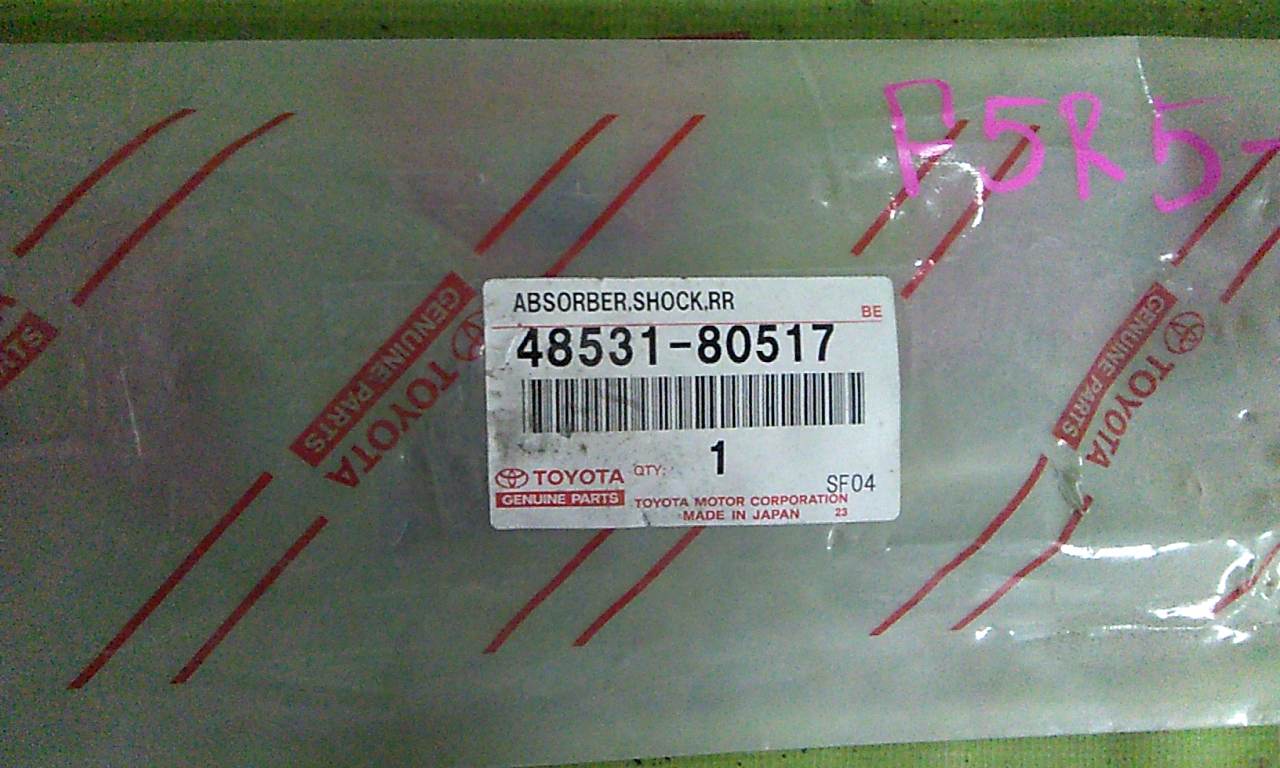 P5R5-
ABSORBER,SHOCK,RR
BE
48531-80517
1
QTY:
TOYOTA
GENUINE PARTS
SF04
TOYOTA MOTOR CORPORATION
MADE IN JAPAN 23
GENUINE PARTS
TOYOTA
GENUINE PARTS
TOYOTA